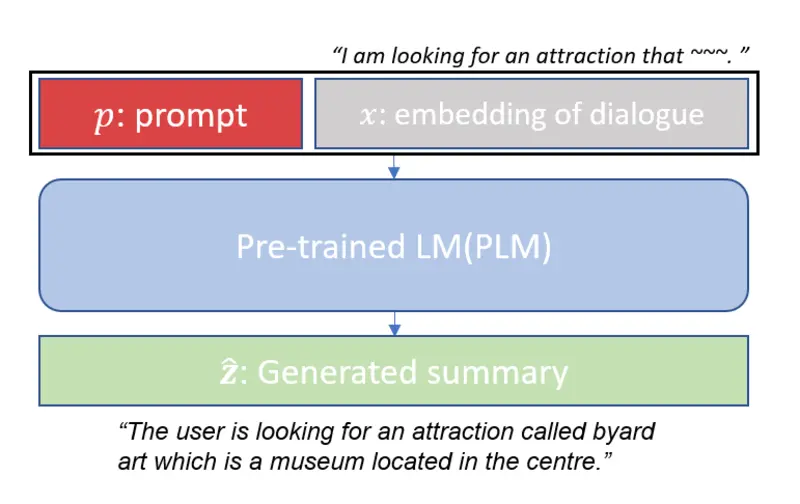 “I am looking for an attraction that ~~~. ”
p: prompt
x: embedding of dialogue
Pre-trained LM(PLM)
ẑ: Generated summary
“The user is looking for an attraction called byard
art which is a museum located in the centre.”